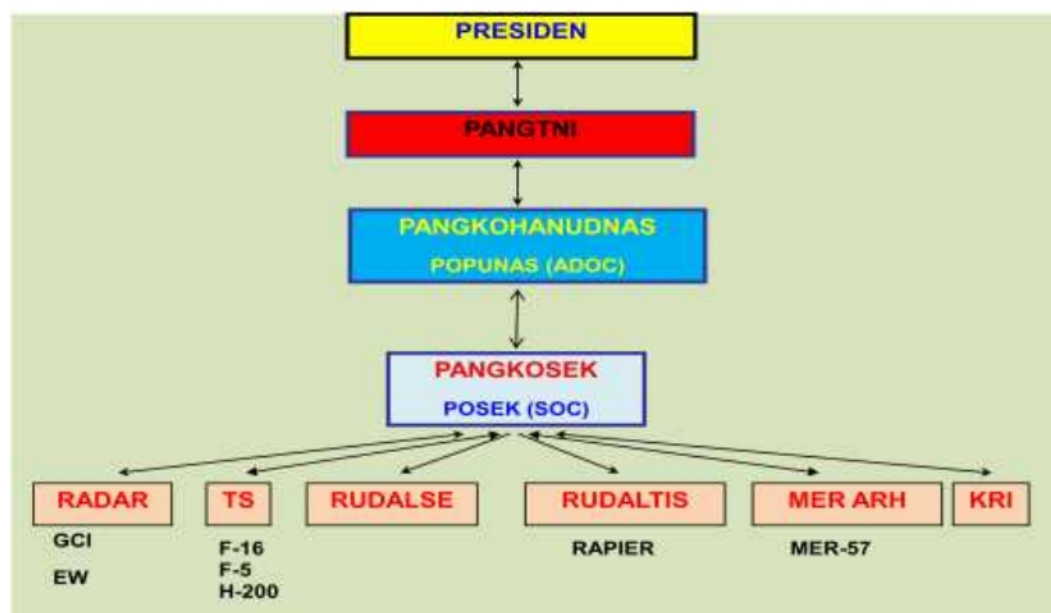 PRESIDEN
PANGTNI
PANGKOHANUDNAS
POPUNAS (ADOC)
PANGKOSEK
POSEK (SOC)
RADAR
TS
RUDALSE
RUDALTIS
MER ARH
KRI
GCI
EW
F-16
F-5
H-200
RAPIER
MER-57